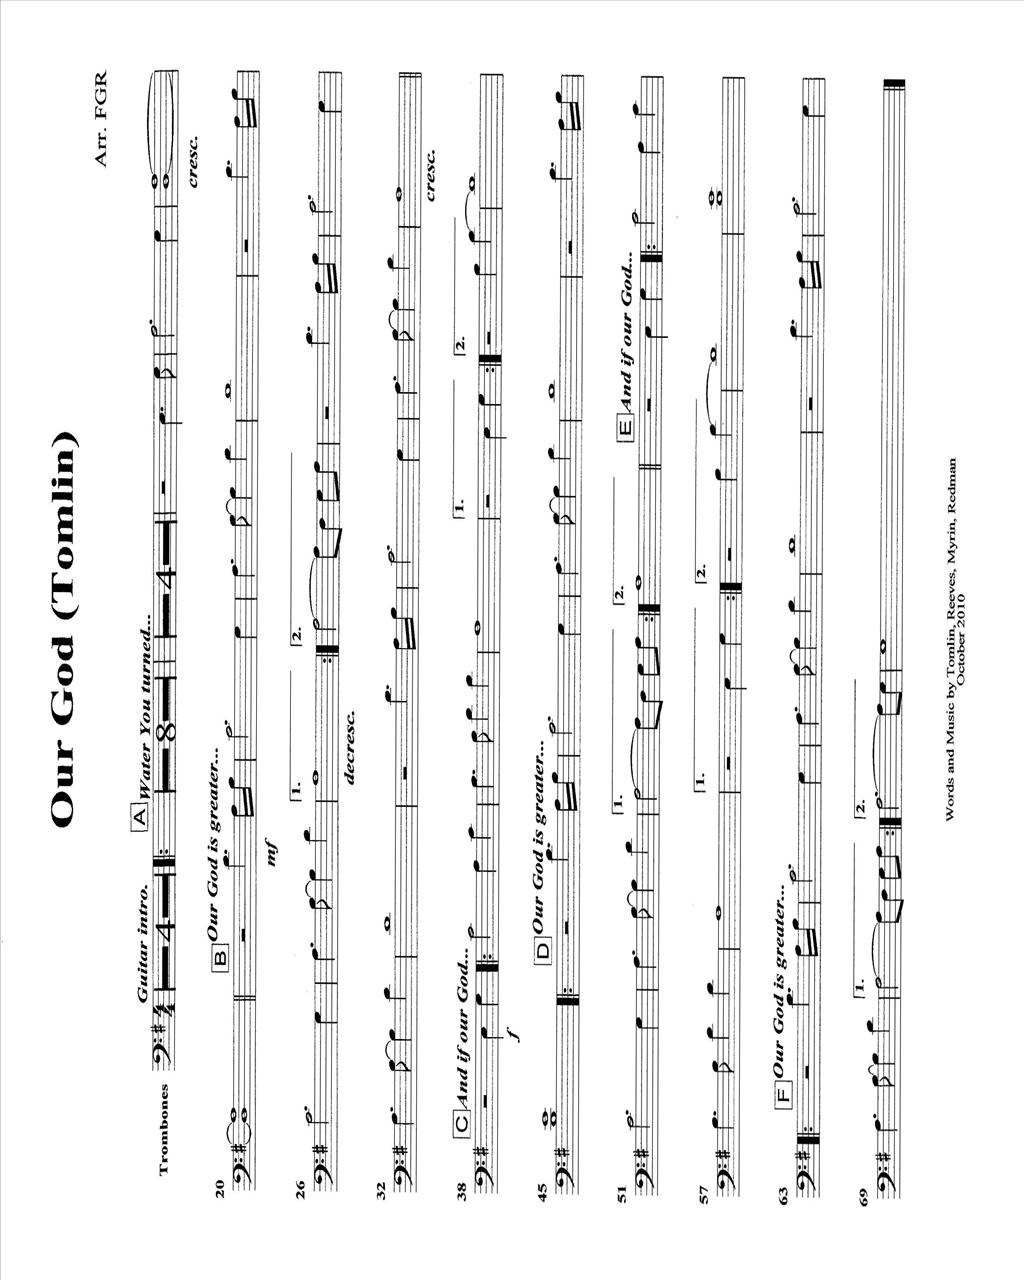 Our God (Tomlin)
Arr. FGR
Guitar intro.
A Water You turned...
Trombones
4 4
4
8
4
cresc.
20
B Our God is greater...
mf
26
1.
2.
decresc.
32
cresc.
38
C And if our God...
1.
2.
f
45
D Our God is greater...
51
1.
2.
E And if our God...
57
1.
2.
63
F Our God is greater...
69
1.
2.
Words and Music by Tomlin, Reeves, Myrin, Redman
October 2010